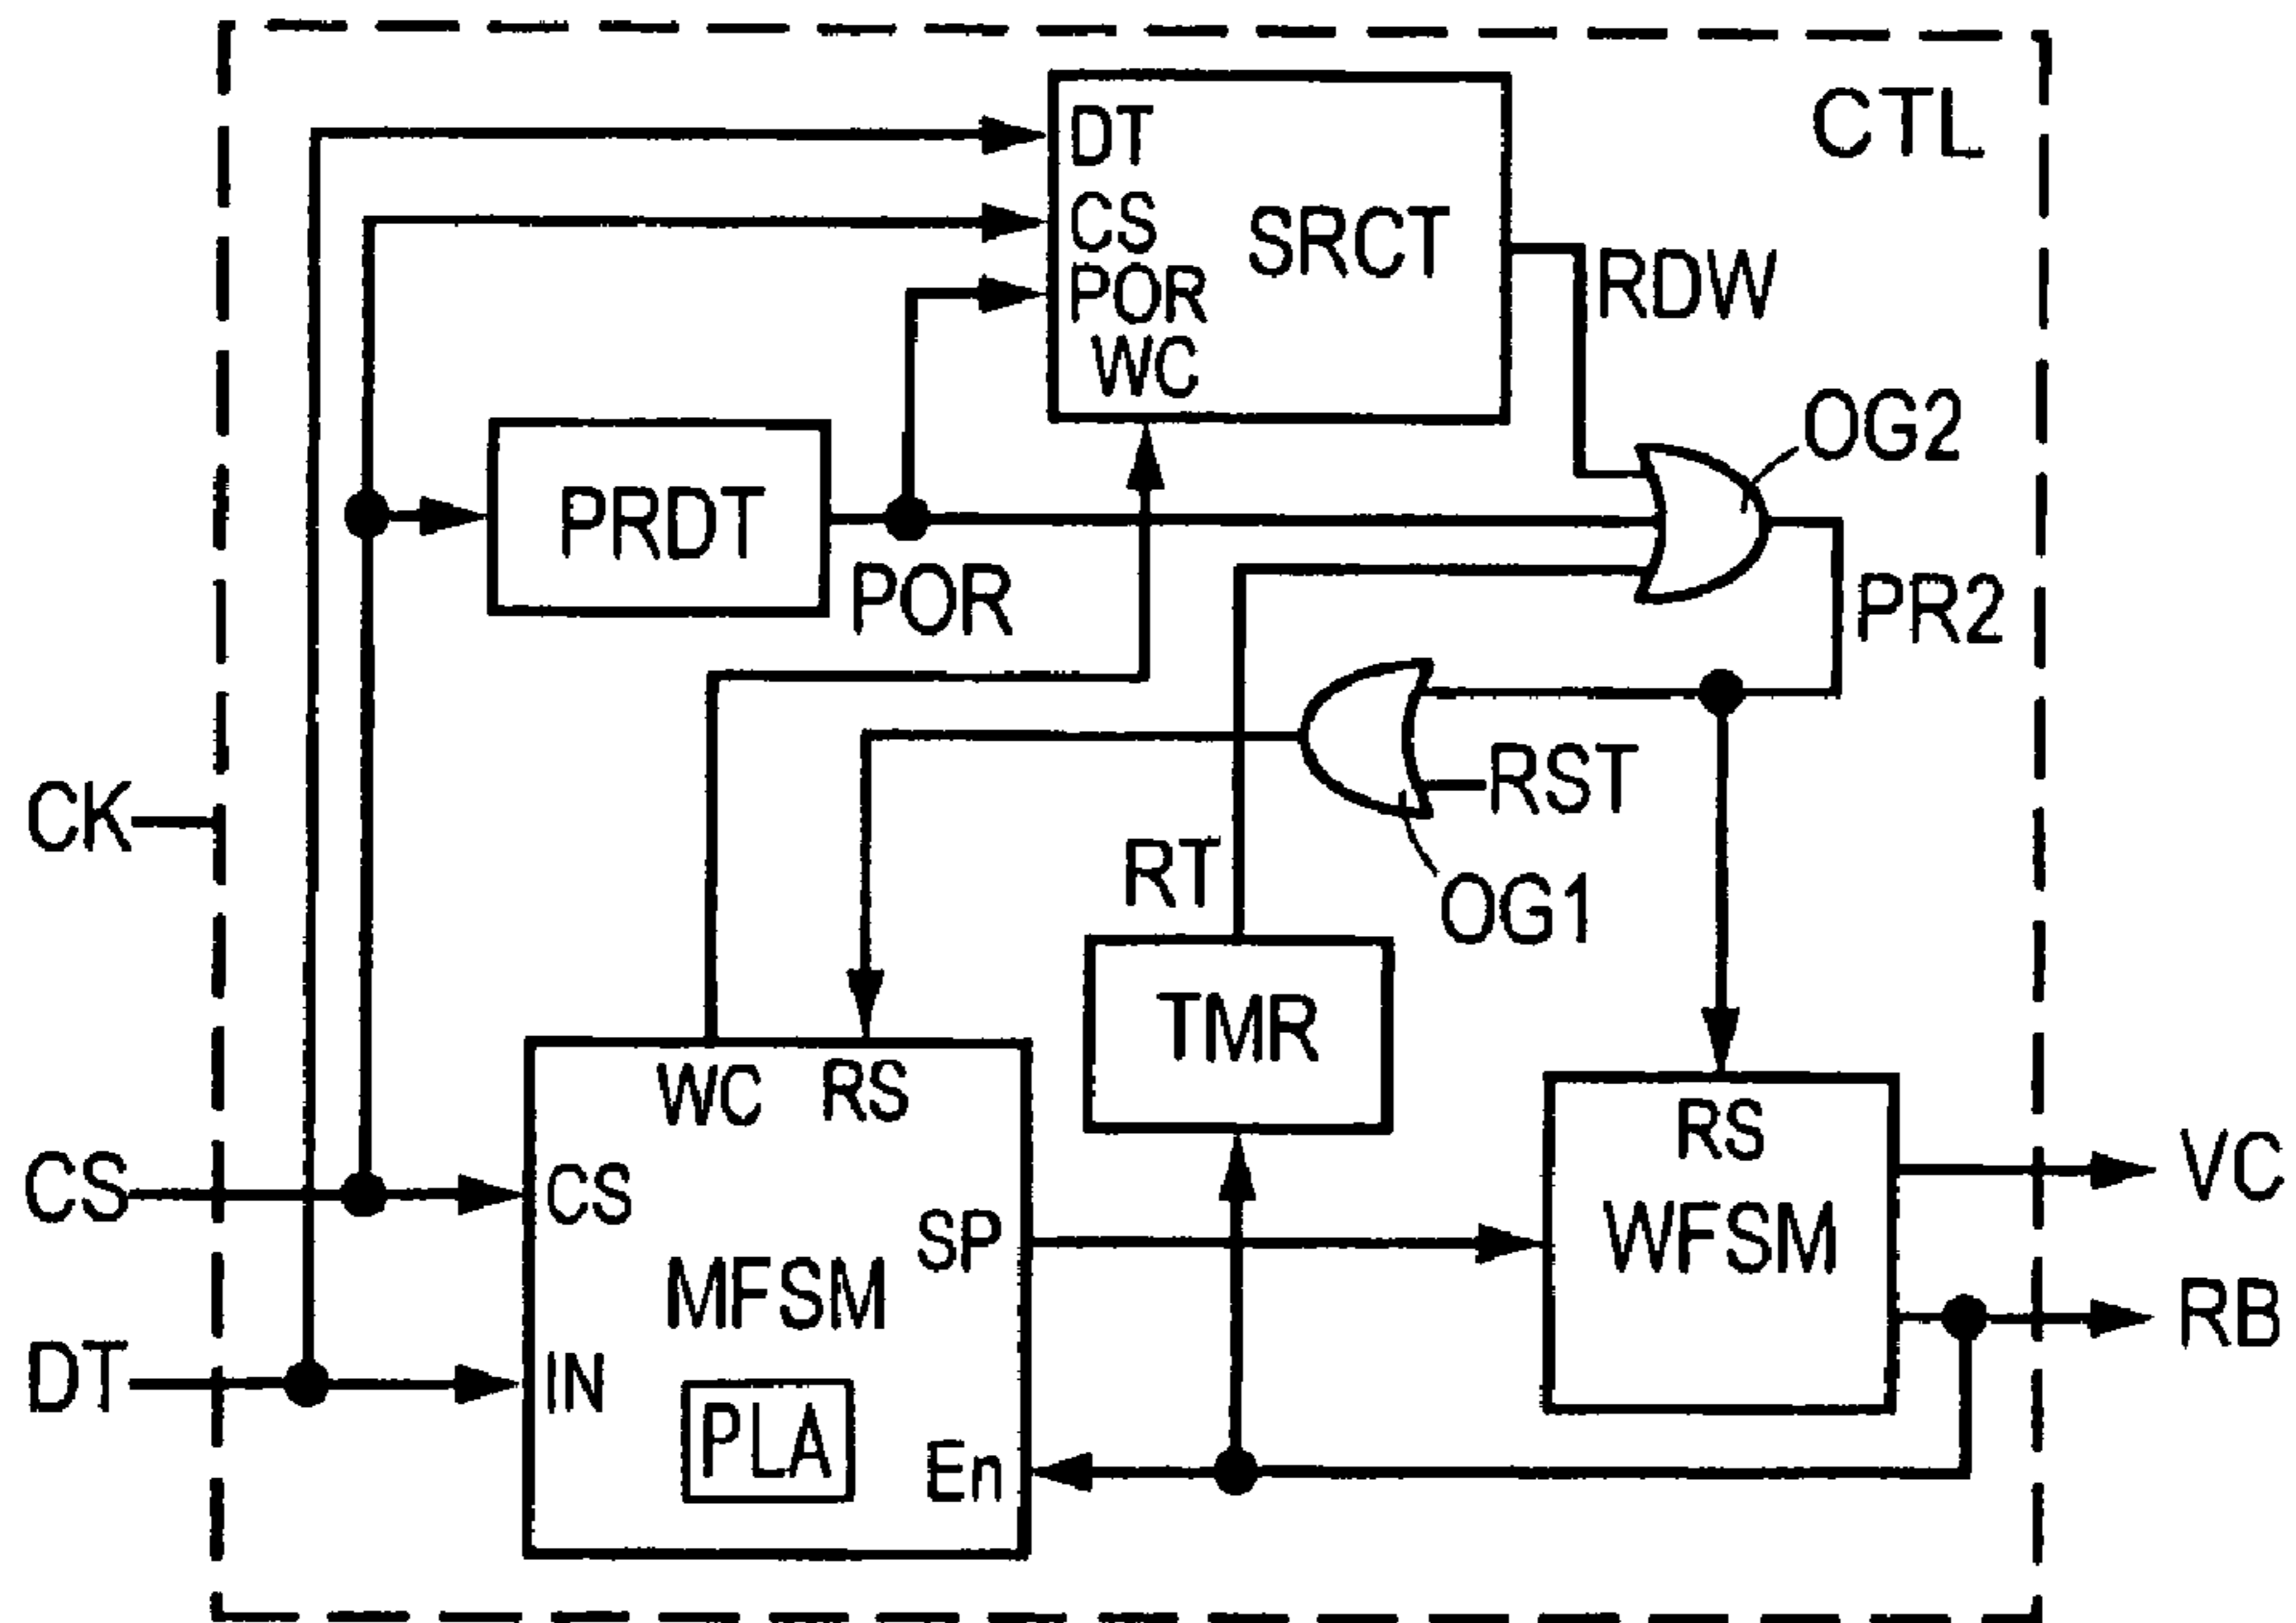 CTL
DT
CS
SRCT
POR
WC
RDW
OG2
PRDT
POR
PR2
RST
CK
RT
OG1
TMR
WC
RS
RS
CS
CS
SP
MFSM
WFSM
VC
DT
IN
PLA
En
RB